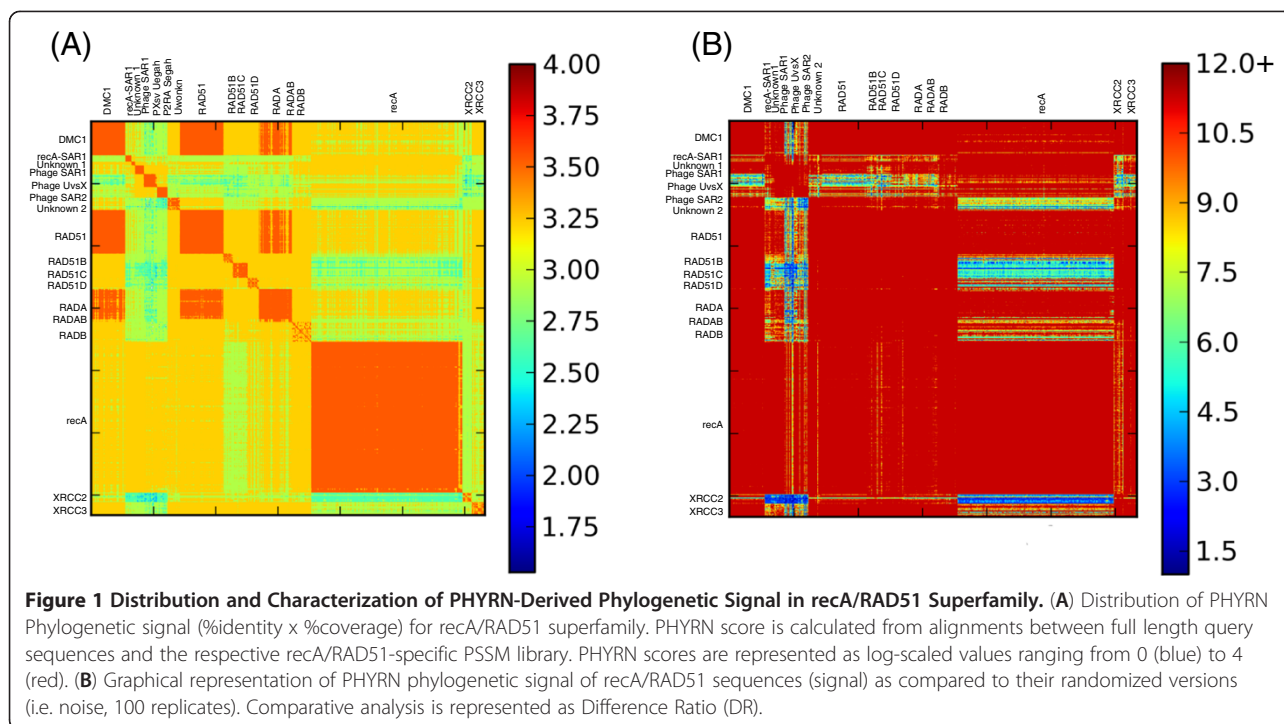 (A)
DMC1
recA-SAR1
Unknown 1
Phage SAR1
PXsv Uegah
P2RA Segah
Uworkn
RAD51
RAD51B
RAD51C
RAD51D
RADA
RADAB
RADB
recA
XRCC2
XRCC3
DMC1
recA-SAR1
Unknown 1
Phage SAR1
Phage UvsX
Phage SAR2
Unknown 2
RAD51
RAD51B
RAD51C
RAD51D
RADA
RADAB
RADB
recA
XRCC2
XRCC3
4.00
3.75
3.50
3.25
3.00
2.75
2.50
2.25
2.00
1.75
(B)
DMC1
recA-SAR1
Unknown1
Phage SAR1
Phage UvsX
Phage SAR2
Unknown 2
RAD51
RAD51B
RAD51C
RAD51D
RADA
RADAB
RADB
recA
XRCC2
XRCC3
DMC1
recA-SAR1
Unknown 1
Phage SAR1
Phage UvsX
Phage SAR2
Unknown 2
RAD51
RAD51B
RAD51C
RAD51D
RADA
RADAB
RADB
recA
XRCC2
XRCC3
12.0+
10.5
9.0
7.5
6.0
4.5
3.0
1.5
Figure 1 Distribution and Characterization of PHYRN-Derived Phylogenetic Signal in recA/RAD51 Superfamily. (A) Distribution of PHYRN
Phylogenetic signal (%identity x %coverage) for recA/RAD51 superfamily. PHYRN score is calculated from alignments between full length query
sequences and the respective recA/RAD51-specific PSSM library. PHYRN scores are represented as log-scaled values ranging from 0 (blue) to 4
(red). (B) Graphical representation of PHYRN phylogenetic signal of recA/RAD51 sequences (signal) as compared to their randomized versions
(i.e. noise, 100 replicates). Comparative analysis is represented as Difference Ratio (DR).